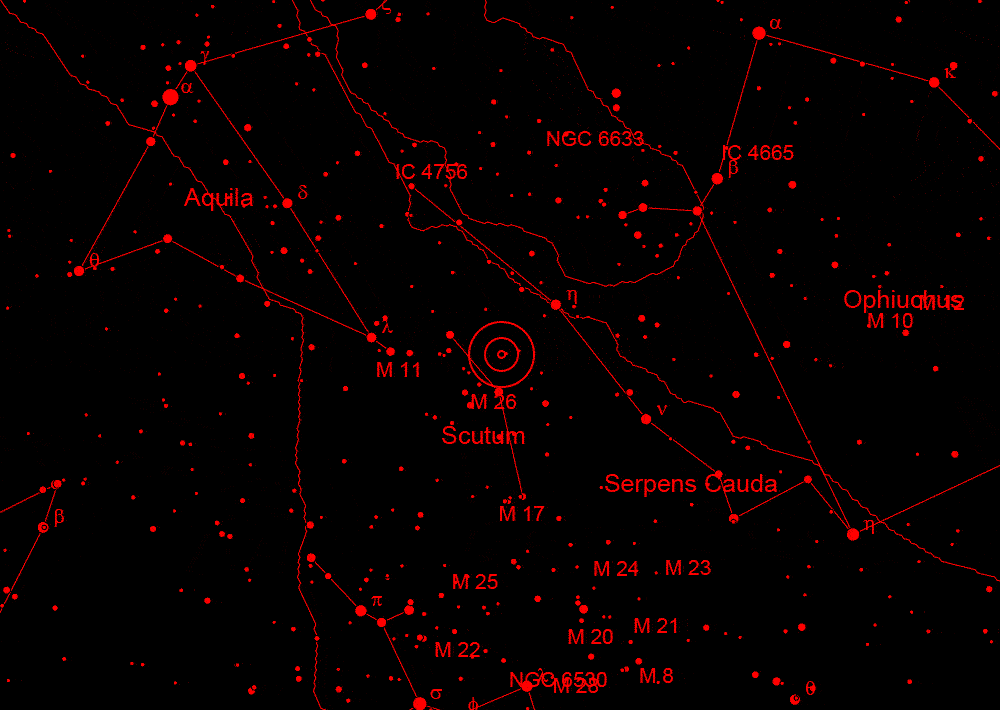 ζ
α
γ
κ
α
NGC 6633
IC 4665
IC 4756
β
Aquila
δ
θ
η
Ophiuchus
M 12
M 10
λ
M 11
M 26
ν
Scutum
Serpens Cauda
M 17
β
η
M 24
M 23
M 25
π
M 21
M 20
M 22
M 8
NGC 6530
λ
M 28
σ
φ
θ